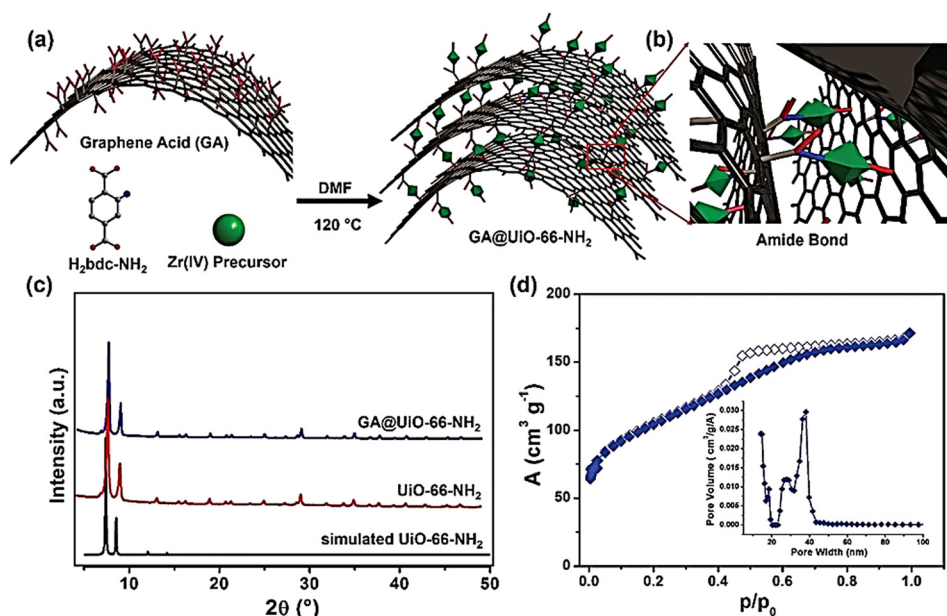 (a)
Graphene Acid (GA)
H₂bdc-NH₂
Zr(IV) Precursor
DMF
120 °C
GA@UiO-66-NH₂
(b)
Amide Bond
(c)
Intensity (a.u.)
GA@UiO-66-NH₂
UiO-66-NH₂
simulated UiO-66-NH₂
10 20 30 40 50
2θ (°)
(d)
A (cm³ g⁻¹)
200
150
100
50
0
0.0 0.2 0.4 0.6 0.8 1.0
p/p₀
Pore Volume (cm³/g/A)
0.030
0.025
0.020
0.015
0.010
0.005
0.000
20 40 60 80 100
Pore Width (nm)